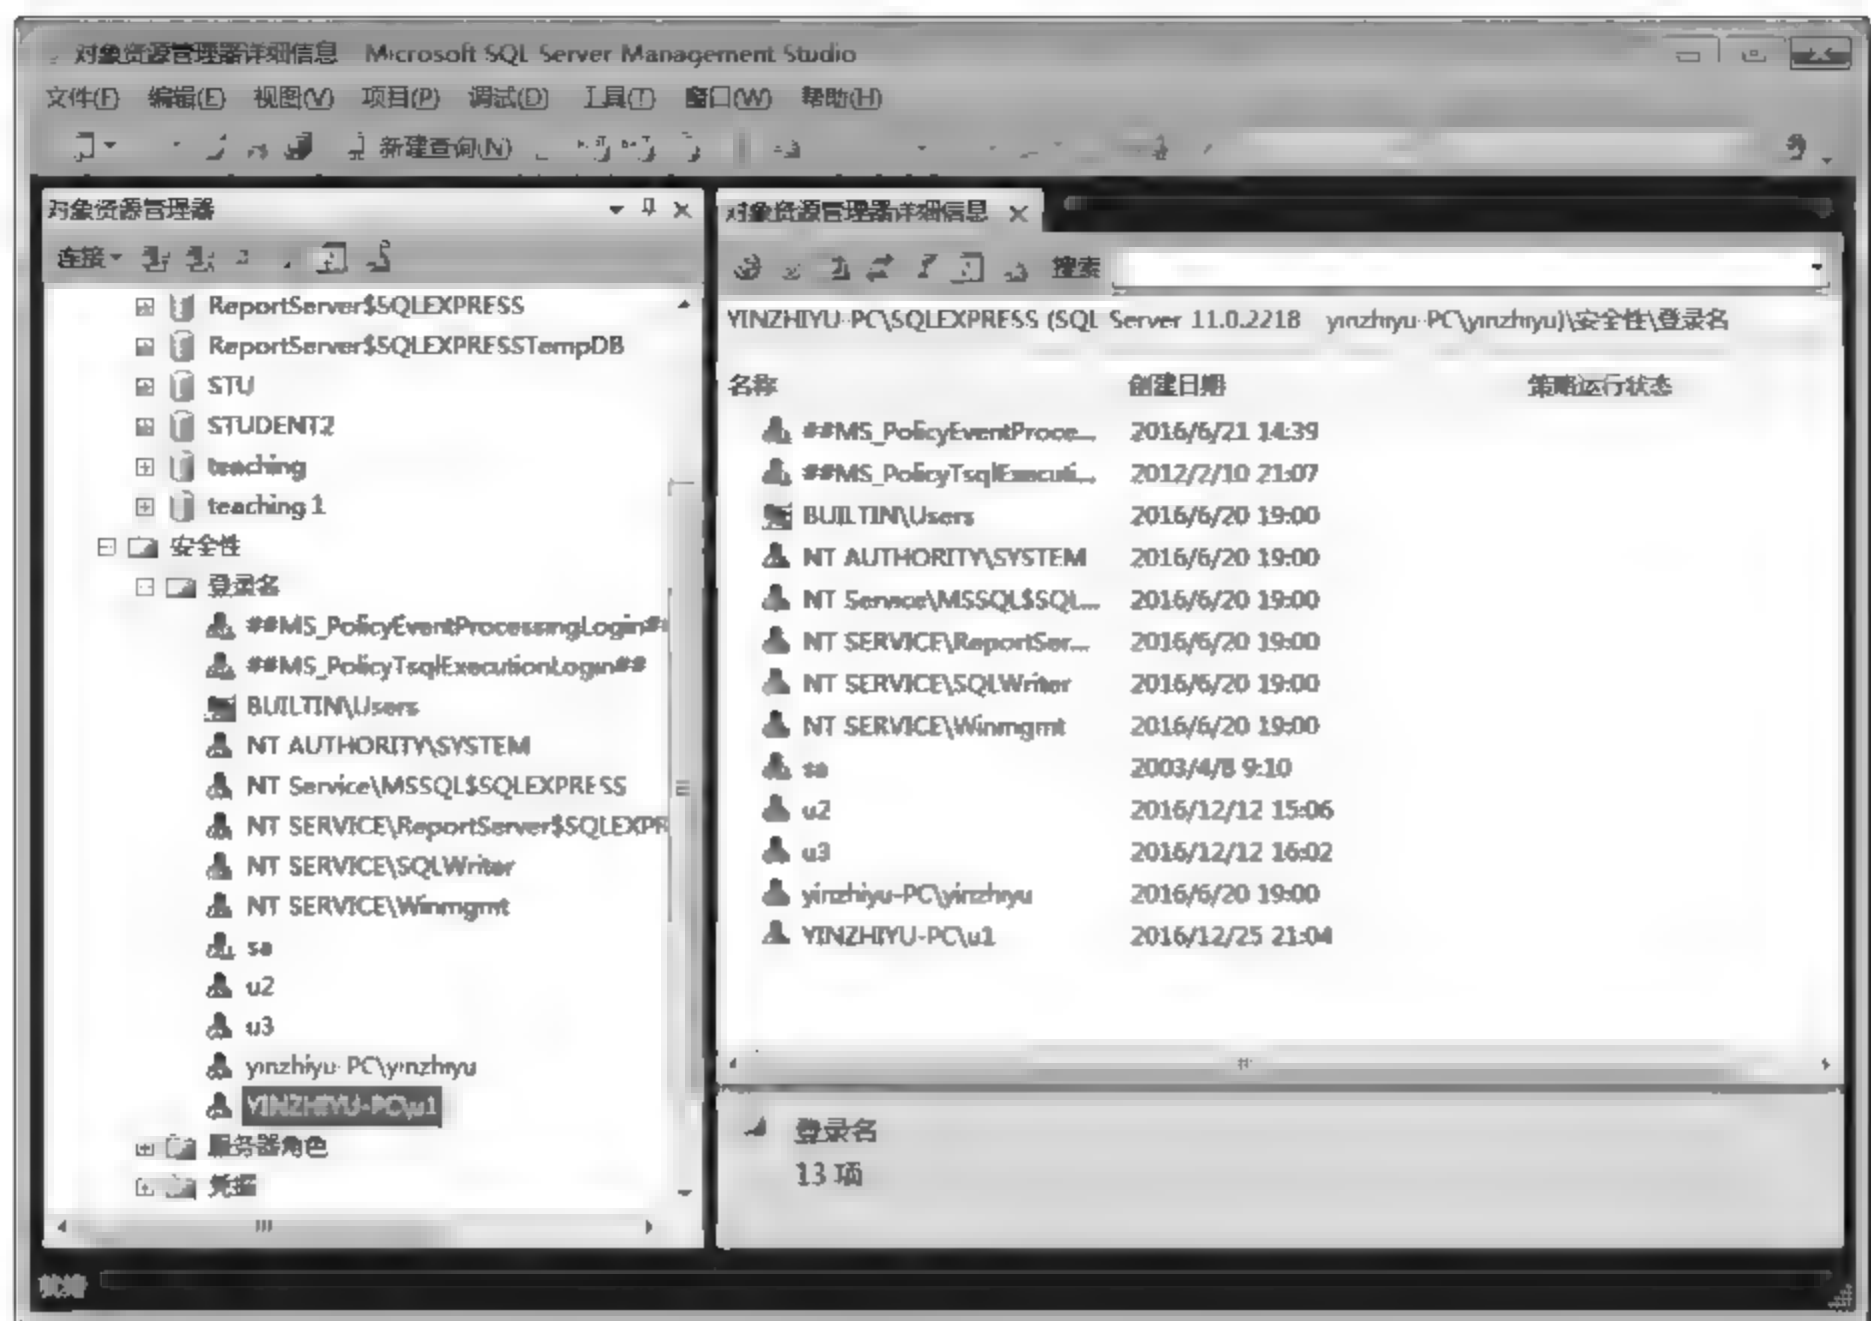 对象资源管理器详细信息 Microsoft SQL Server Management Studio
文件(F) 编辑(E) 视图(V) 项目(P) 调试(D) 工具(T) 窗口(W) 帮助(H)
新建查询(N)
对象资源管理器
连接
ReportServer$SQLEXPRESS
ReportServer$SQLEXPRESSTempDB
STU
STUDENT2
teaching
teaching 1
安全性
登录名
##MS_PolicyEventProcessingLogin##
##MS_PolicyTsqlExecutionLogin##
BUILTIN\Users
NT AUTHORITY\SYSTEM
NT Service\MSSQL$SQLEXPRESS
NT SERVICE\ReportServer$SQLEXPR
NT SERVICE\SQLWriter
NT SERVICE\Winmgmt
sa
u2
u3
yinzhiyu-PC\yinzhiyu
YINZHIYU-PC\u1
服务器角色
凭据
对象资源管理器详细信息
搜索
YINZHIYU-PC\SQLEXPRESS (SQL Server 11.0.2218 yinzhiyu-PC\yinzhiyu)\安全性\登录名
名称 创建日期 策略运行状态
##MS_PolicyEventProce... 2016/6/21 14:39
##MS_PolicyTsqlExecuti... 2012/2/10 21:07
BUILTIN\Users 2016/6/20 19:00
NT AUTHORITY\SYSTEM 2016/6/20 19:00
NT Service\MSSQL$SQL... 2016/6/20 19:00
NT SERVICE\ReportSer... 2016/6/20 19:00
NT SERVICE\SQLWriter 2016/6/20 19:00
NT SERVICE\Winmgmt 2016/6/20 19:00
sa 2003/4/8 9:10
u2 2016/12/12 15:06
u3 2016/12/12 16:02
yinzhiyu-PC\yinzhiyu 2016/6/20 19:00
YINZHIYU-PC\u1 2016/12/25 21:04
登录名
13 项
就绪